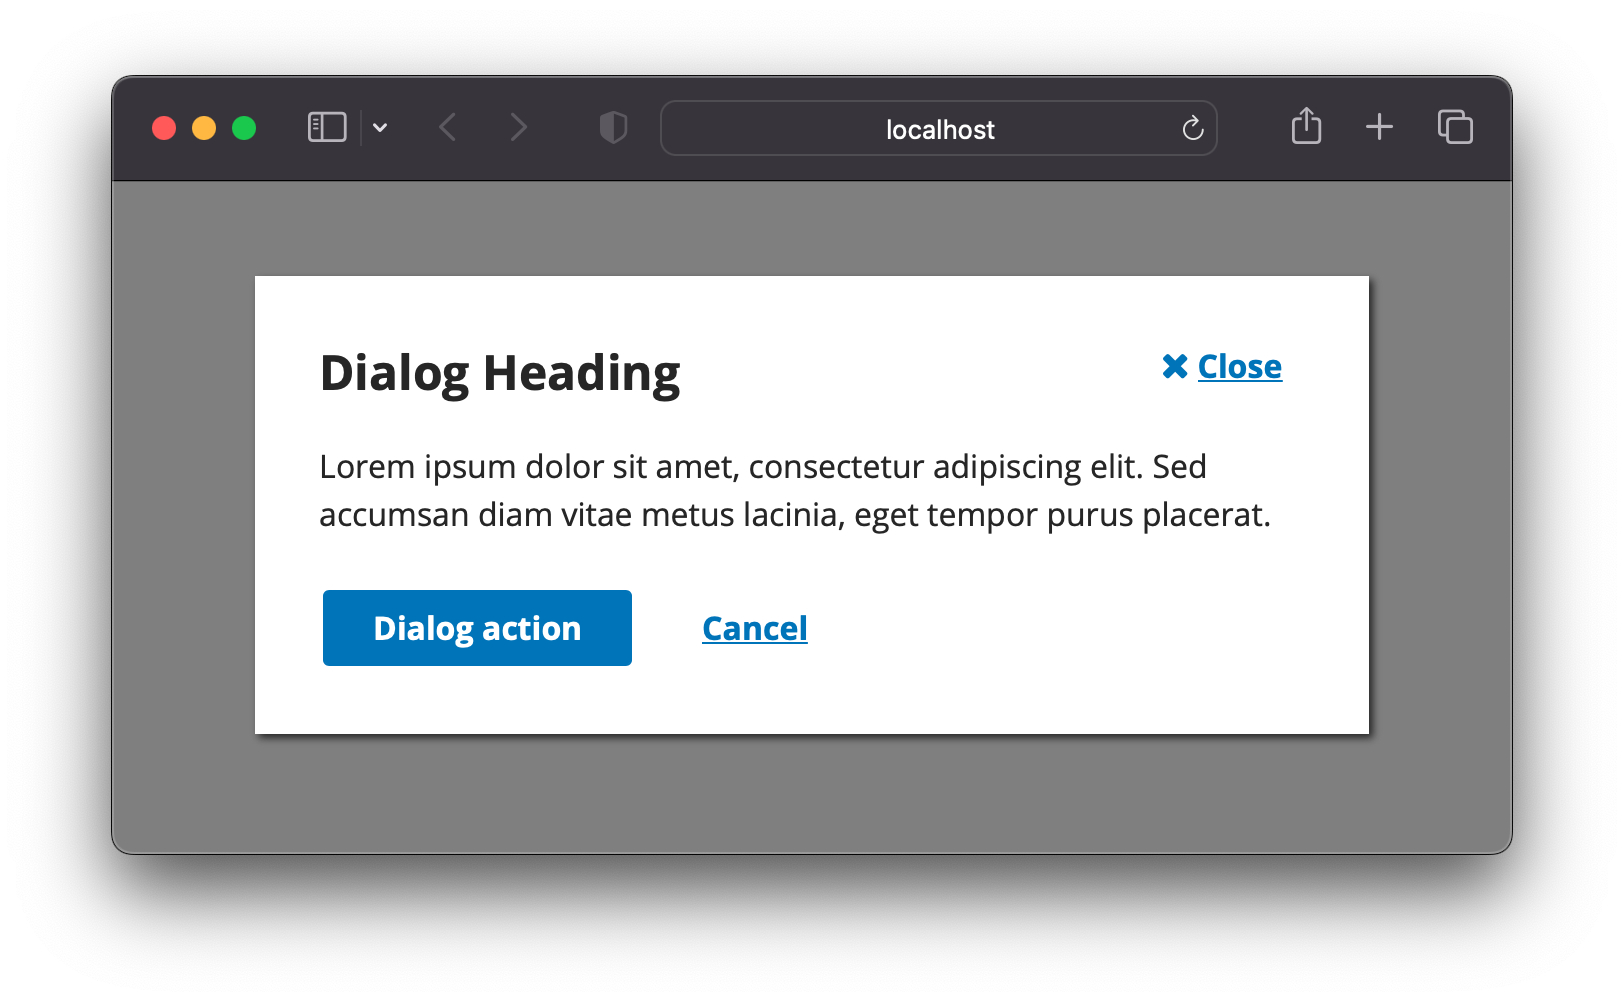 localhost
Dialog Heading
Close
Lorem ipsum dolor sit amet, consectetur adipiscing elit. Sed
accumsan diam vitae metus lacinia, eget tempor purus placerat.
Dialog action
Cancel